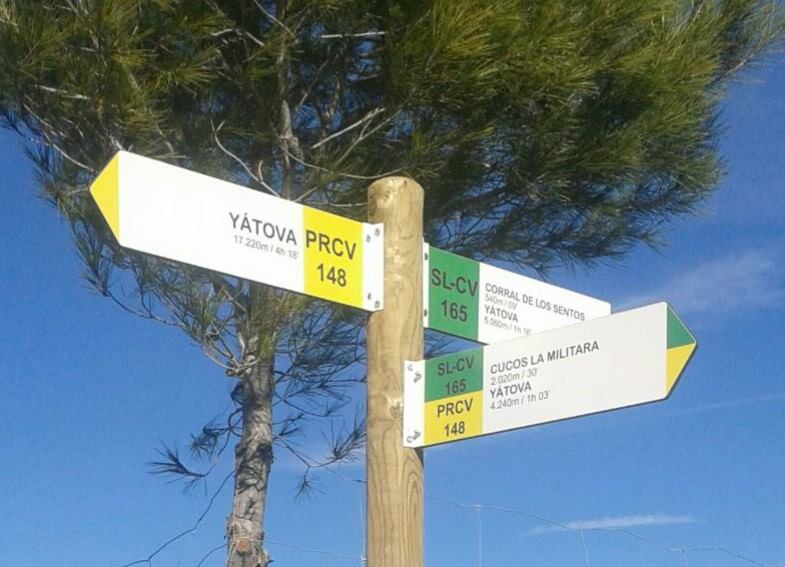 YÁTOVA
17.220m / 4h 18'
PRCV
148
SL-CV
165
CORRAL DE LOS SENTOS
540m / 09'
YÁTOVA
5.060m / 1h 16'
SL-CV
165
PRCV
148
CUCOS LA MILITARA
2.020m / 30'
YÁTOVA
4.240m / 1h 03'